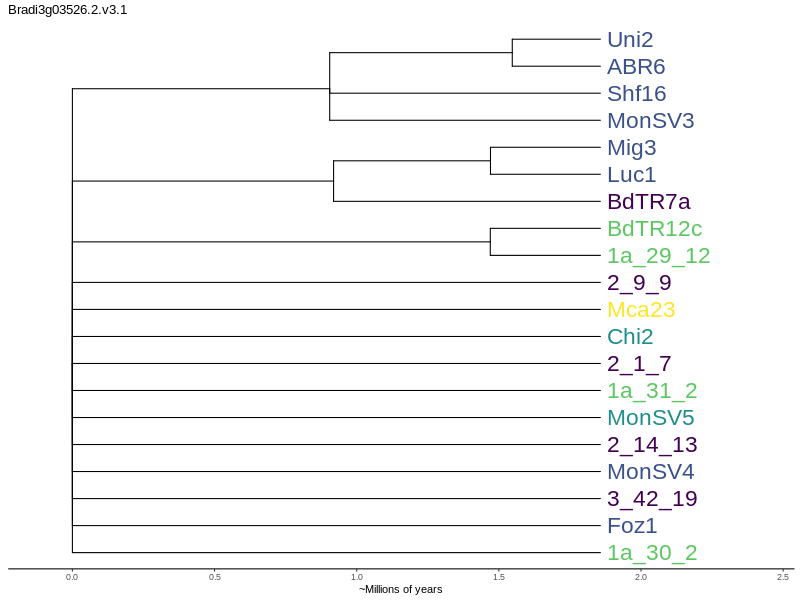 Bradi3g03526.2.v3.1
Uni2
ABR6
Shf16
MonSV3
Mig3
Luc1
BdTR7a
BdTR12c
1a_29_12
2_9_9
Mca23
Chi2
2_1_7
1a_31_2
MonSV5
2_14_13
MonSV4
3_42_19
Foz1
1a_30_2
0.0 0.5 1.0 1.5 2.0 2.5
~Millions of years